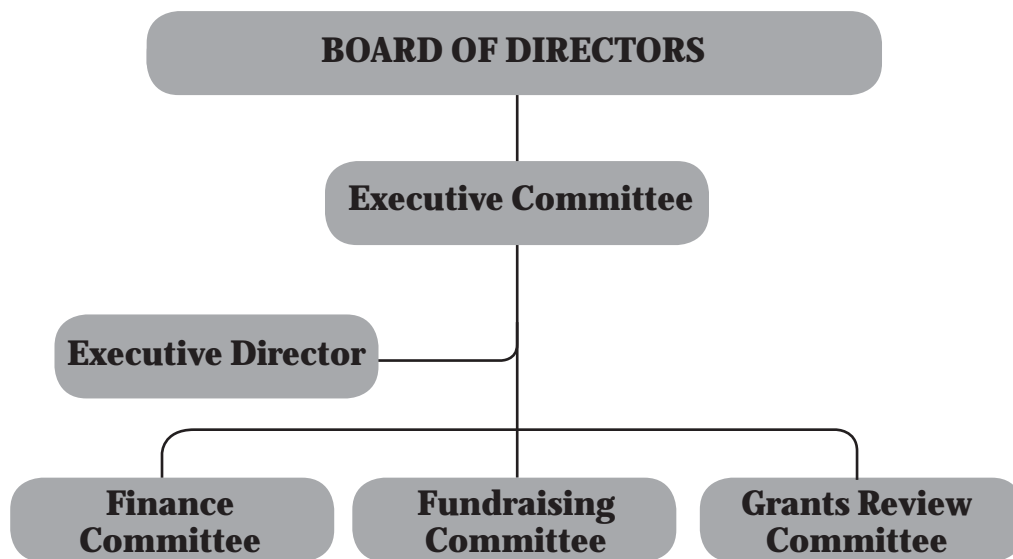 BOARD OF DIRECTORS
Executive Committee
Executive Director
Finance
Committee
Fundraising
Committee
Grants Review
Committee